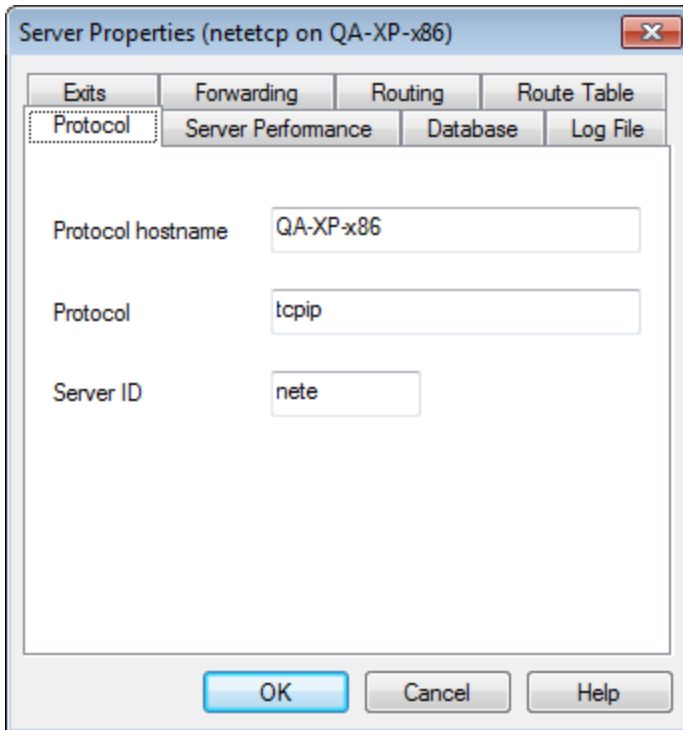 Server Properties (netetcp on QA-XP-x86)
Exits Forwarding Routing Route Table
Protocol Server Performance Database Log File
Protocol hostname QA-XP-x86
Protocol tcpip
Server ID nete
OK Cancel Help